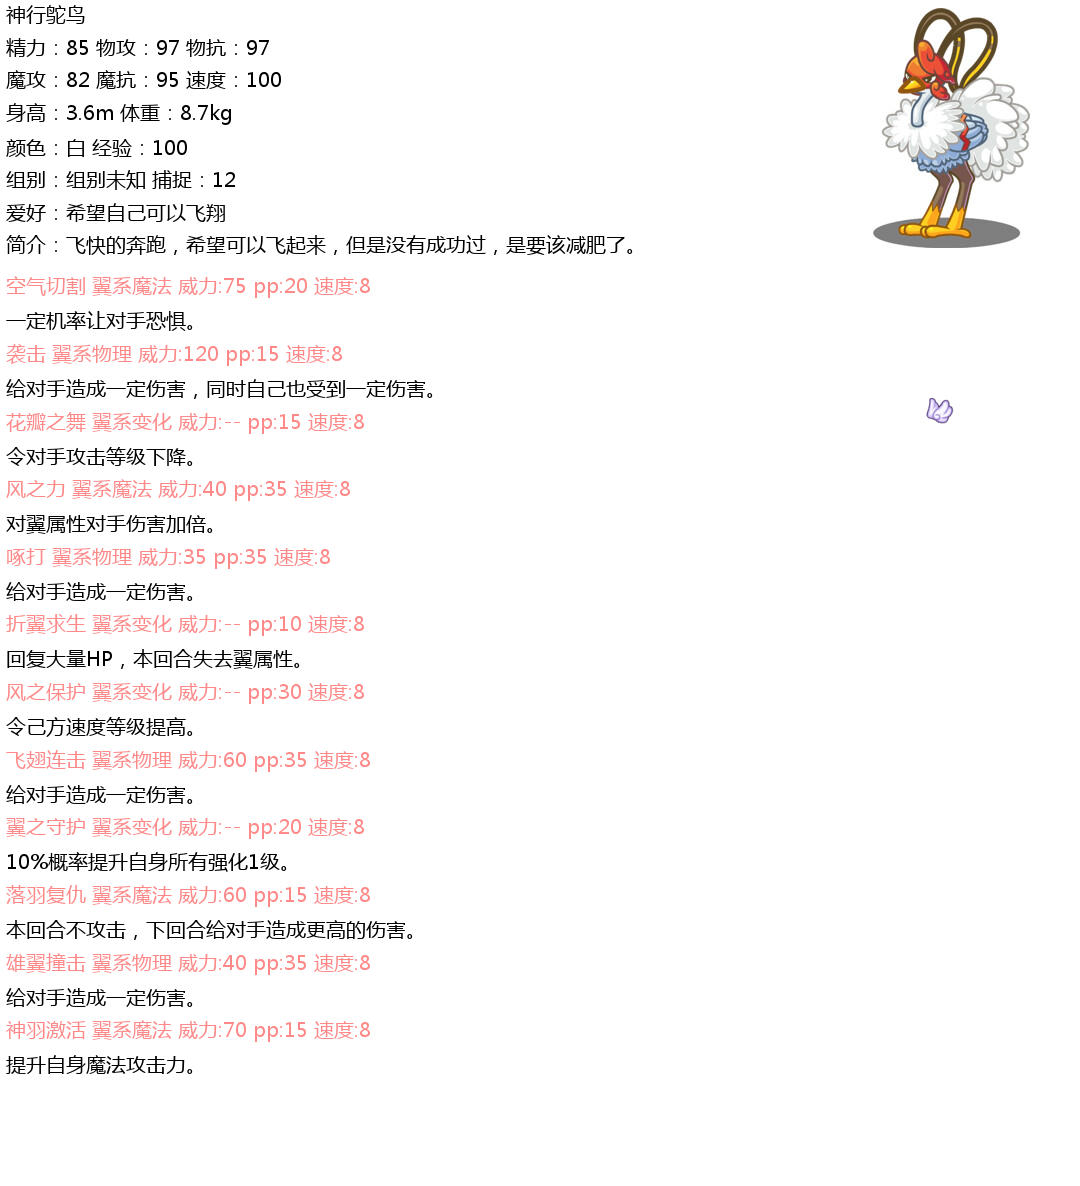 神行鸵鸟
精力：85 物攻：97 物抗：97
魔攻：82 魔抗：95 速度：100
身高：3.6m 体重：8.7kg
颜色：白 经验：100
组别：组别未知 捕捉：12
爱好：希望自己可以飞翔
简介：飞快的奔跑，希望可以飞起来，但是没有成功过，是要该减肥了。
空气切割 翼系魔法 威力:75 pp:20 速度:8
一定机率让对手恐惧。
袭击 翼系物理 威力:120 pp:15 速度:8
给对手造成一定伤害，同时自己也受到一定伤害。
花瓣之舞 翼系变化 威力:-- pp:15 速度:8
令对手攻击等级下降。
风之力 翼系魔法 威力:40 pp:35 速度:8
对翼属性对手伤害加倍。
啄打 翼系物理 威力:35 pp:35 速度:8
给对手造成一定伤害。
折翼求生 翼系变化 威力:-- pp:10 速度:8
回复大量HP，本回合失去翼属性。
风之保护 翼系变化 威力:-- pp:30 速度:8
令己方速度等级提高。
飞翅连击 翼系物理 威力:60 pp:35 速度:8
给对手造成一定伤害。
翼之守护 翼系变化 威力:-- pp:20 速度:8
10%概率提升自身所有强化1级。
落羽复仇 翼系魔法 威力:60 pp:15 速度:8
本回合不攻击，下回合给对手造成更高的伤害。
雄翼撞击 翼系物理 威力:40 pp:35 速度:8
给对手造成一定伤害。
神羽激活 翼系魔法 威力:70 pp:15 速度:8
提升自身魔法攻击力。